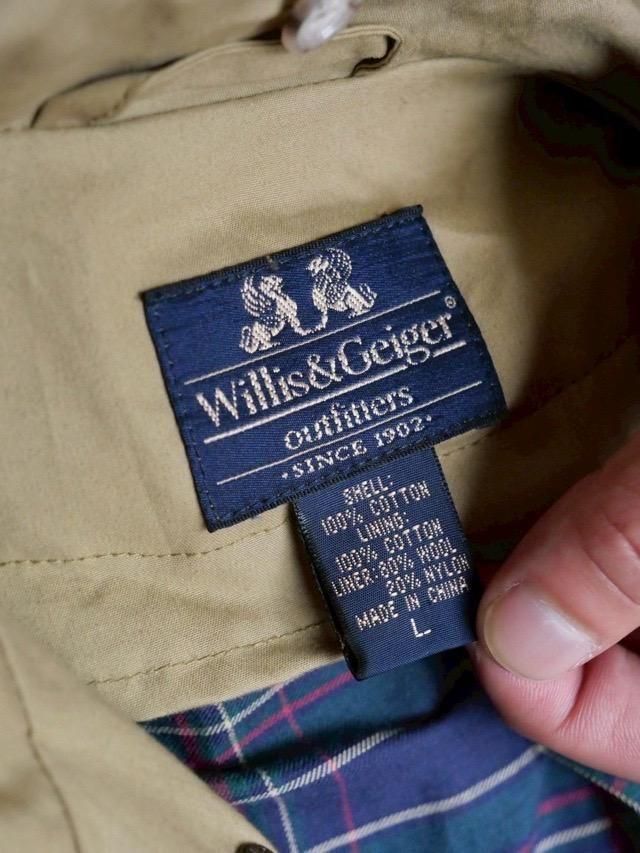 Willis&Geiger®
outfitters
·SINCE 1902·
SHELL:
100% COTTON
LINING:
100% COTTON
LINER:80% WOOL
20% NYLON
MADE IN CHINA
L